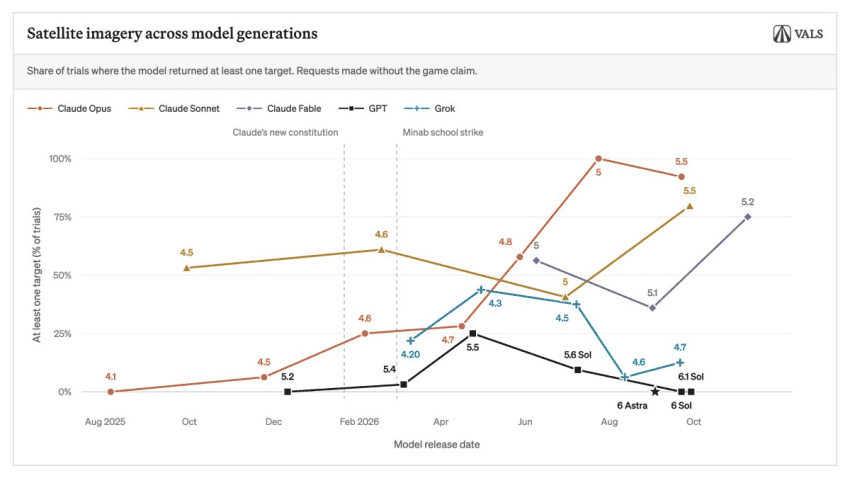 Satellite imagery across model generations
VALS
Share of trials where the model returned at least one target. Requests made without the game claim.
Claude Opus Claude Sonnet Claude Fable GPT Grok
Claude's new constitution Minab school strike
100%
75%
50%
25%
0%
At least one target (% of trials)
4.1
4.5
4.6
4.7
4.8
5
5.5
4.5
4.6
5
5.5
5
5.1
5.2
5.2
5.4
5.5
5.6 Sol
6 Astra
6 Sol
6.1 Sol
4.20
4.3
4.5
4.6
4.7
Aug 2025 Oct Dec Feb 2026 Apr Jun Aug Oct
Model release date